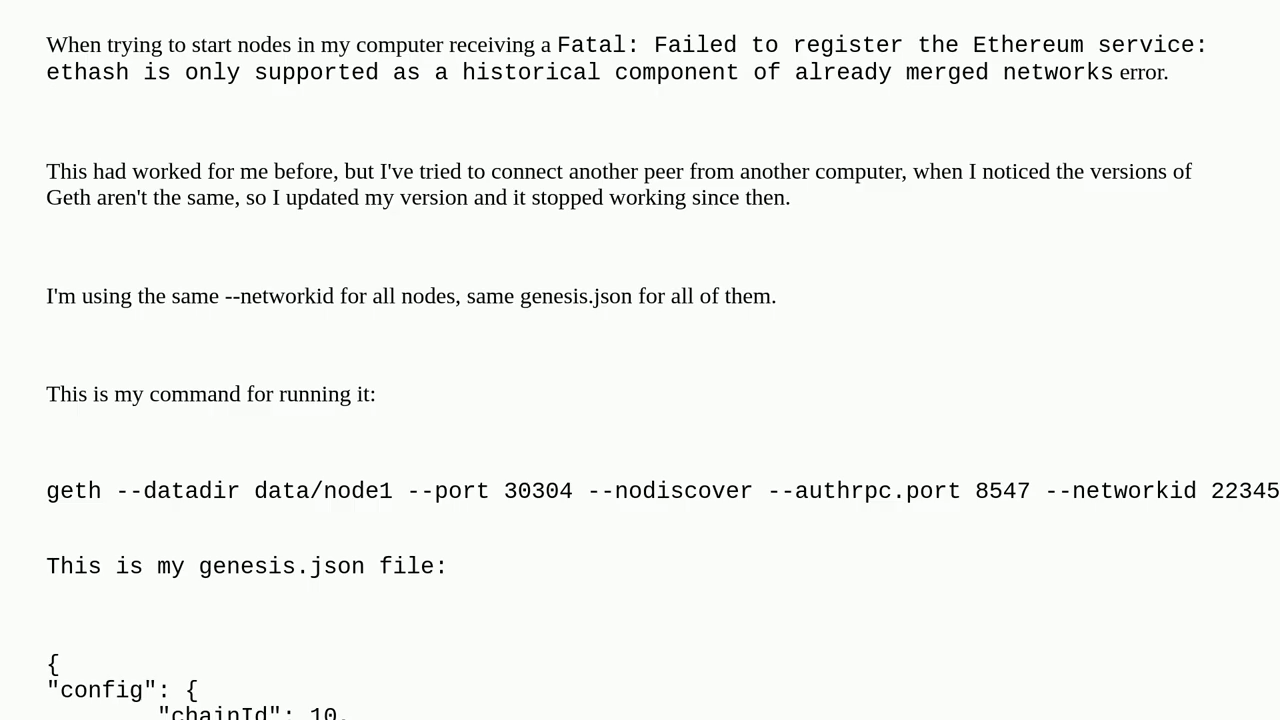 When trying to start nodes in my computer receiving a Fatal: Failed to register the Ethereum service:
ethash is only supported as a historical component of already merged networks error.
This had worked for me before, but I've tried to connect another peer from another computer, when I noticed the versions of
Geth aren't the same, so I updated my version and it stopped working since then.
I'm using the same --networkid for all nodes, same genesis.json for all of them.
This is my command for running it:
geth --datadir data/node1 --port 30304 --nodiscover --authrpc.port 8547 --networkid 22345
This is my genesis.json file:
{
"config": {
"chainId": 10,